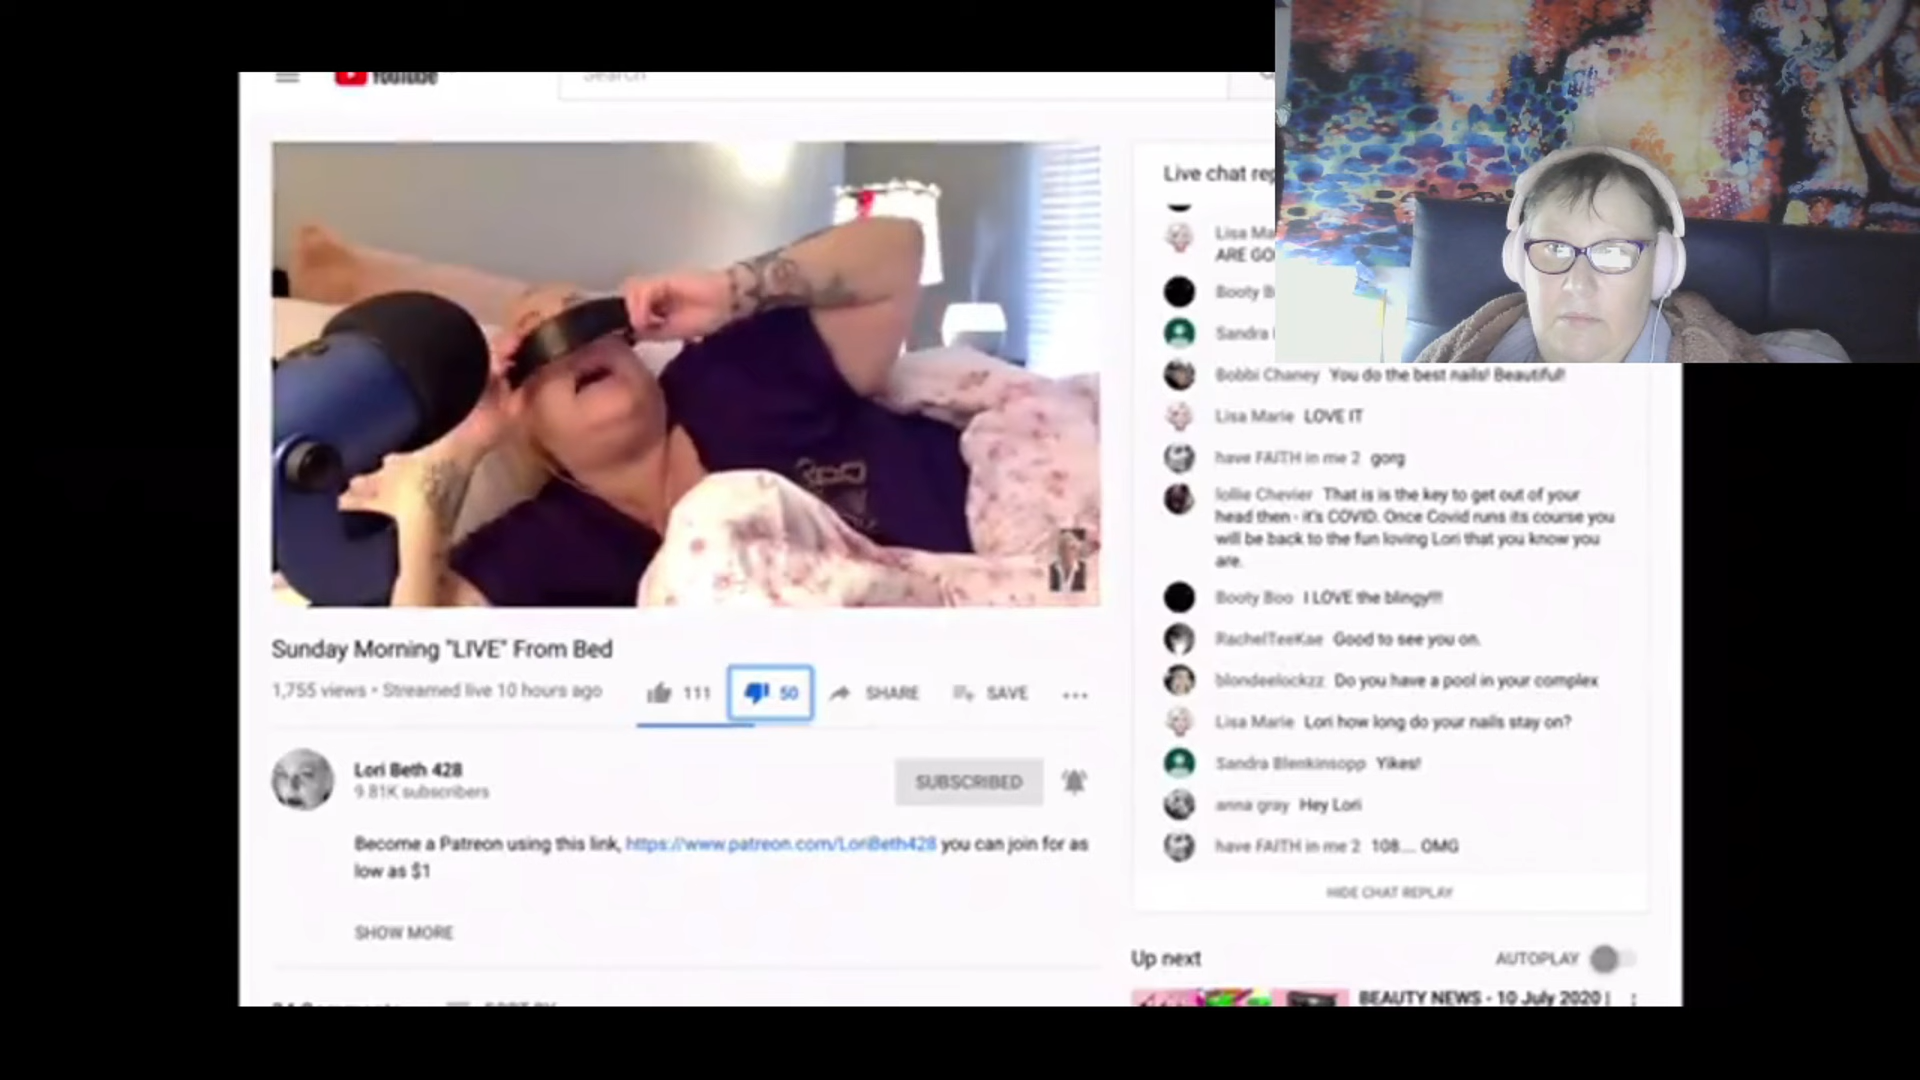 YouTube
Search
Sunday Morning "LIVE" From Bed
1,755 views • Streamed live 10 hours ago
111
50
SHARE
SAVE
Lori Beth 428
9.81K subscribers
SUBSCRIBED
Become a Patreon using this link, https://www.patreon.com/LoriBeth428 you can join for as
low as $1
SHOW MORE
Live chat rep
Lisa Ma
ARE GO
Booty B
Sandra
Bobbi Chaney You do the best nails! Beautiful!
Lisa Marie LOVE IT
have FAITH in me 2 gorg
lollie Chevier That is is the key to get out of your
head then - it's COVID. Once Covid runs its course you
will be back to the fun loving Lori that you know you
are.
Booty Boo I LOVE the blingy!!!
RachelTeeKae Good to see you on.
blondeelockzz Do you have a pool in your complex
Lisa Marie Lori how long do your nails stay on?
Sandra Blenkinsopp Yikes!
anna gray Hey Lori
have FAITH in me 2 108.... OMG
HIDE CHAT REPLAY
Up next
AUTOPLAY
BEAUTY NEWS - 10 July 2020 |